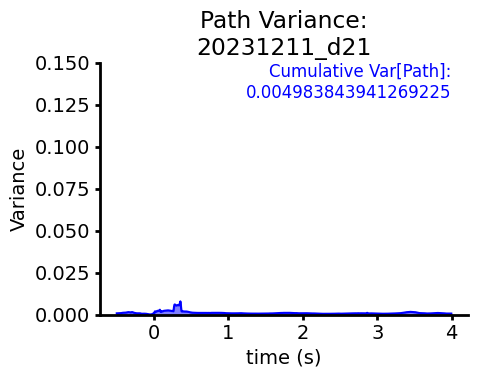 Path Variance:
20231211_d21
Cumulative Var[Path]:
0.004983843941269225
0.150
0.125
0.100
0.075
0.050
0.025
0.000
Variance
0 1 2 3 4
time (s)